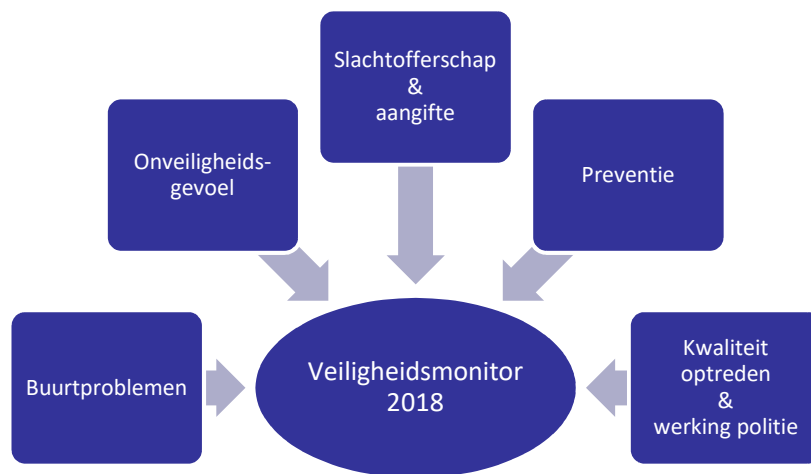 Slachtofferschap
&
aangifte
Onveiligheids-
gevoel
Preventie
Buurtproblemen
Veiligheidsmonitor
2018
Kwaliteit
optreden
&
werking politie